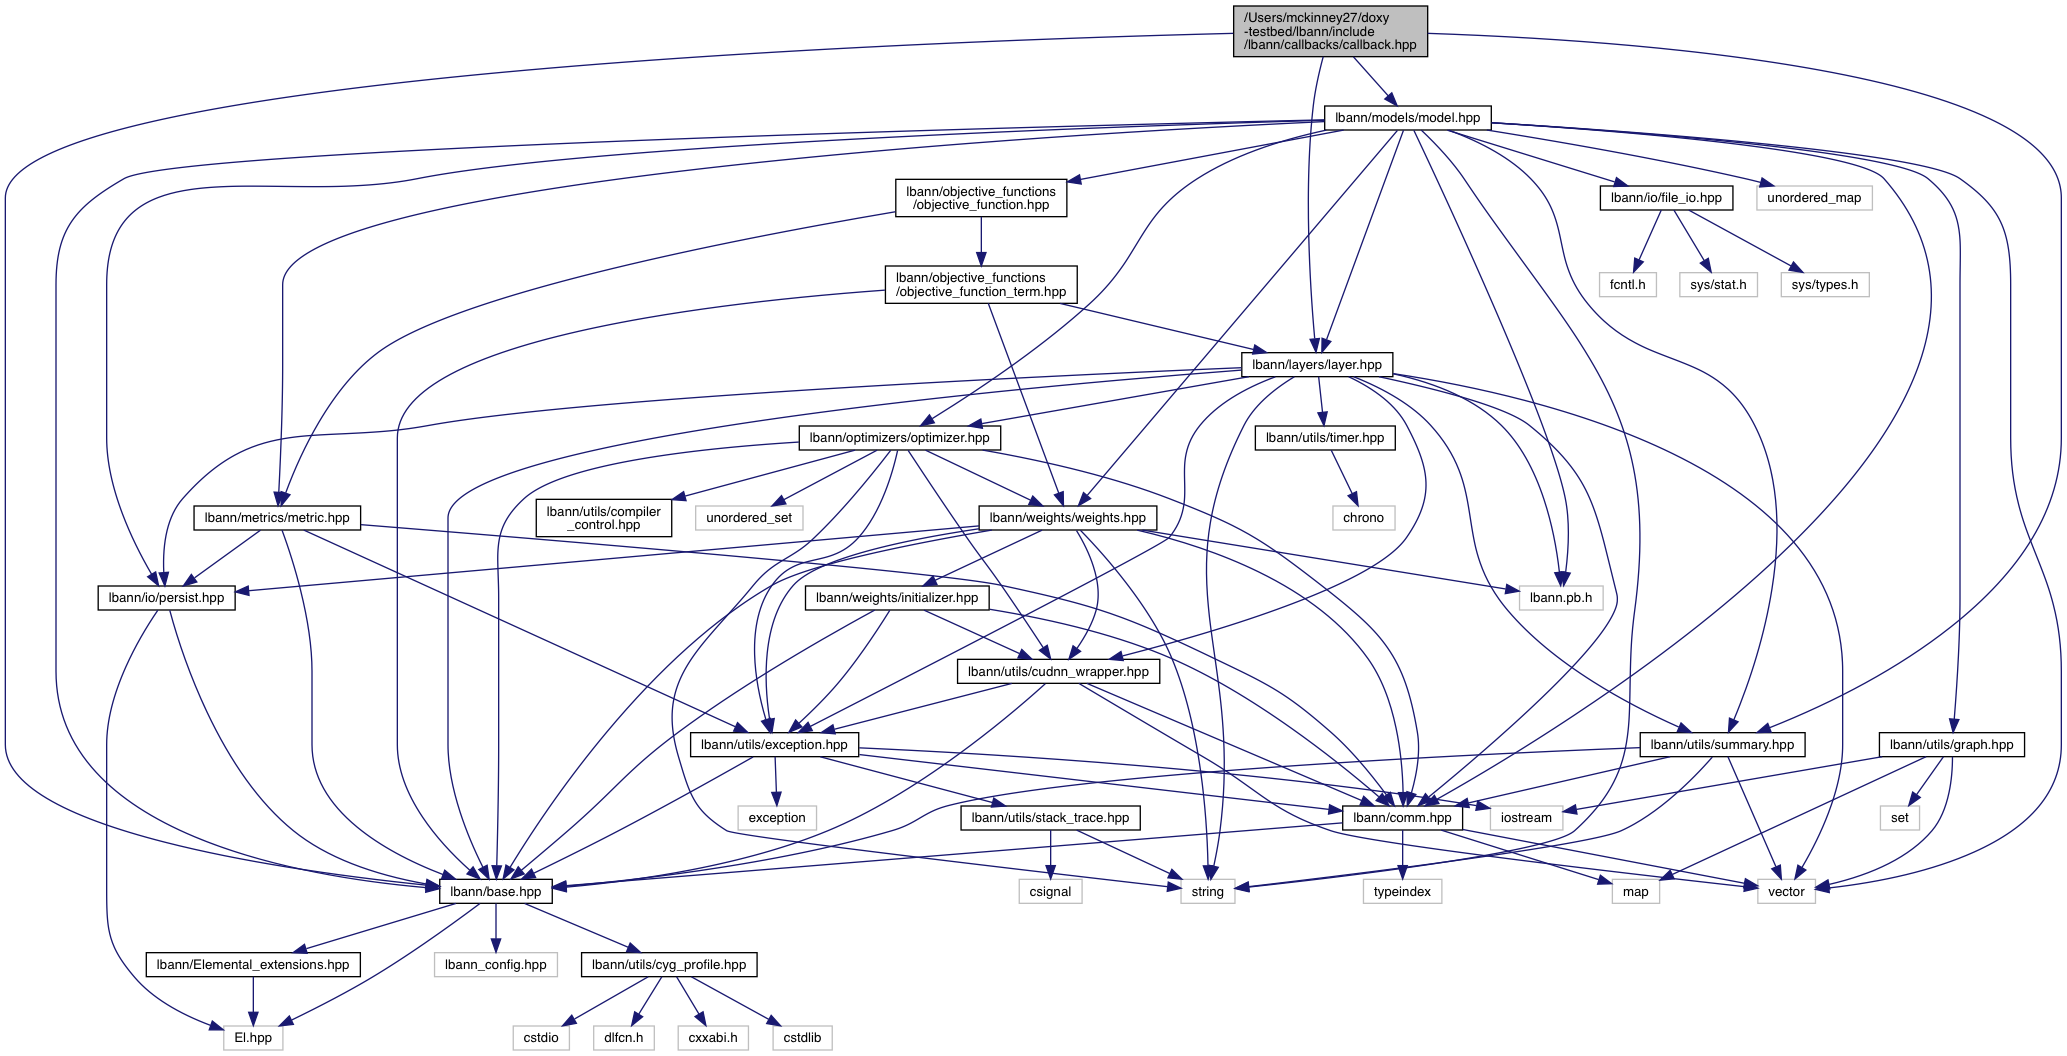 /Users/mckinney27/doxy
-testbed/lbann/include
/lbann/callbacks/callback.hpp
lbann/models/model.hpp
lbann/objective_functions
/objective_function.hpp
lbann/io/file_io.hpp
unordered_map
lbann/objective_functions
/objective_function_term.hpp
fcntl.h
sys/stat.h
sys/types.h
lbann/layers/layer.hpp
lbann/optimizers/optimizer.hpp
lbann/utils/timer.hpp
lbann/metrics/metric.hpp
lbann/utils/compiler
_control.hpp
unordered_set
lbann/weights/weights.hpp
chrono
lbann/io/persist.hpp
lbann/weights/initializer.hpp
lbann.pb.h
lbann/utils/cudnn_wrapper.hpp
lbann/utils/exception.hpp
lbann/utils/summary.hpp
lbann/utils/graph.hpp
exception
lbann/utils/stack_trace.hpp
lbann/comm.hpp
iostream
set
lbann/base.hpp
csignal
string
typeindex
map
vector
lbann/Elemental_extensions.hpp
lbann_config.hpp
lbann/utils/cyg_profile.hpp
El.hpp
cstdio
dlfcn.h
cxxabi.h
cstdlib